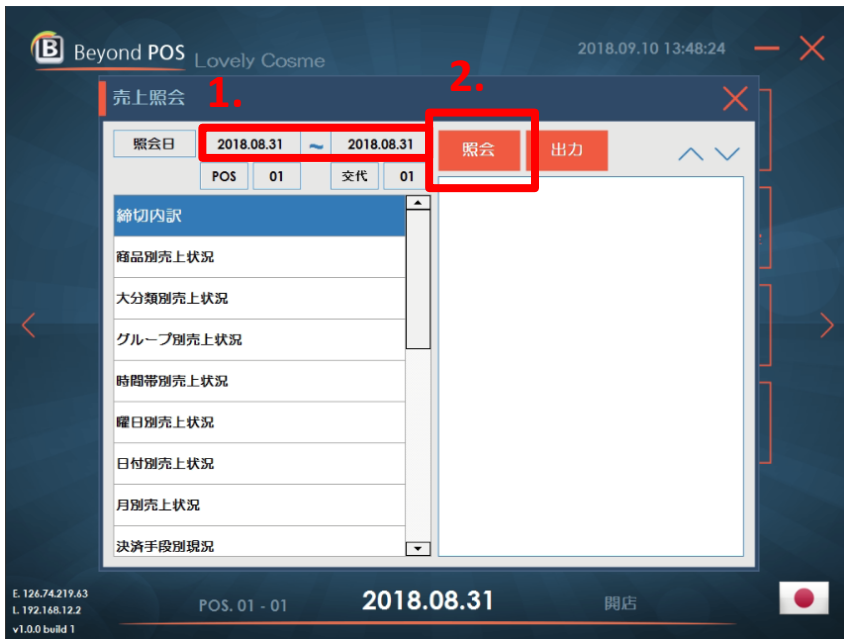 B Beyond POS Lovely Cosme 2018.09.10 13:48:24
2.
売上照会 1.
照会日 2018.08.31 ~ 2018.08.31 照会 出力
POS 01 交代 01
締切内訳
商品別売上状況
大分類別売上状況
グループ別売上状況
時間帯別売上状況
曜日別売上状況
日付別売上状況
月別売上状況
決済手段別現況
E. 126.74.219.63
L. 192.168.12.2
v1.0.0 build 1
POS. 01 - 01 2018.08.31 開店